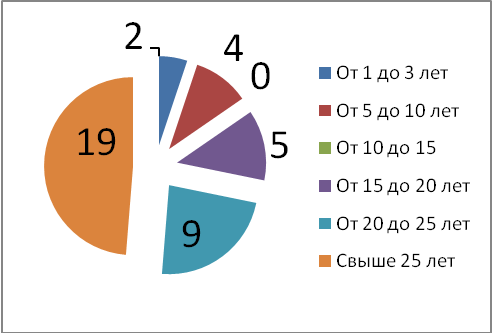 2
4
0
5
9
19
От 1 до 3 лет
От 5 до 10 лет
От 10 до 15
От 15 до 20 лет
От 20 до 25 лет
Свыше 25 лет